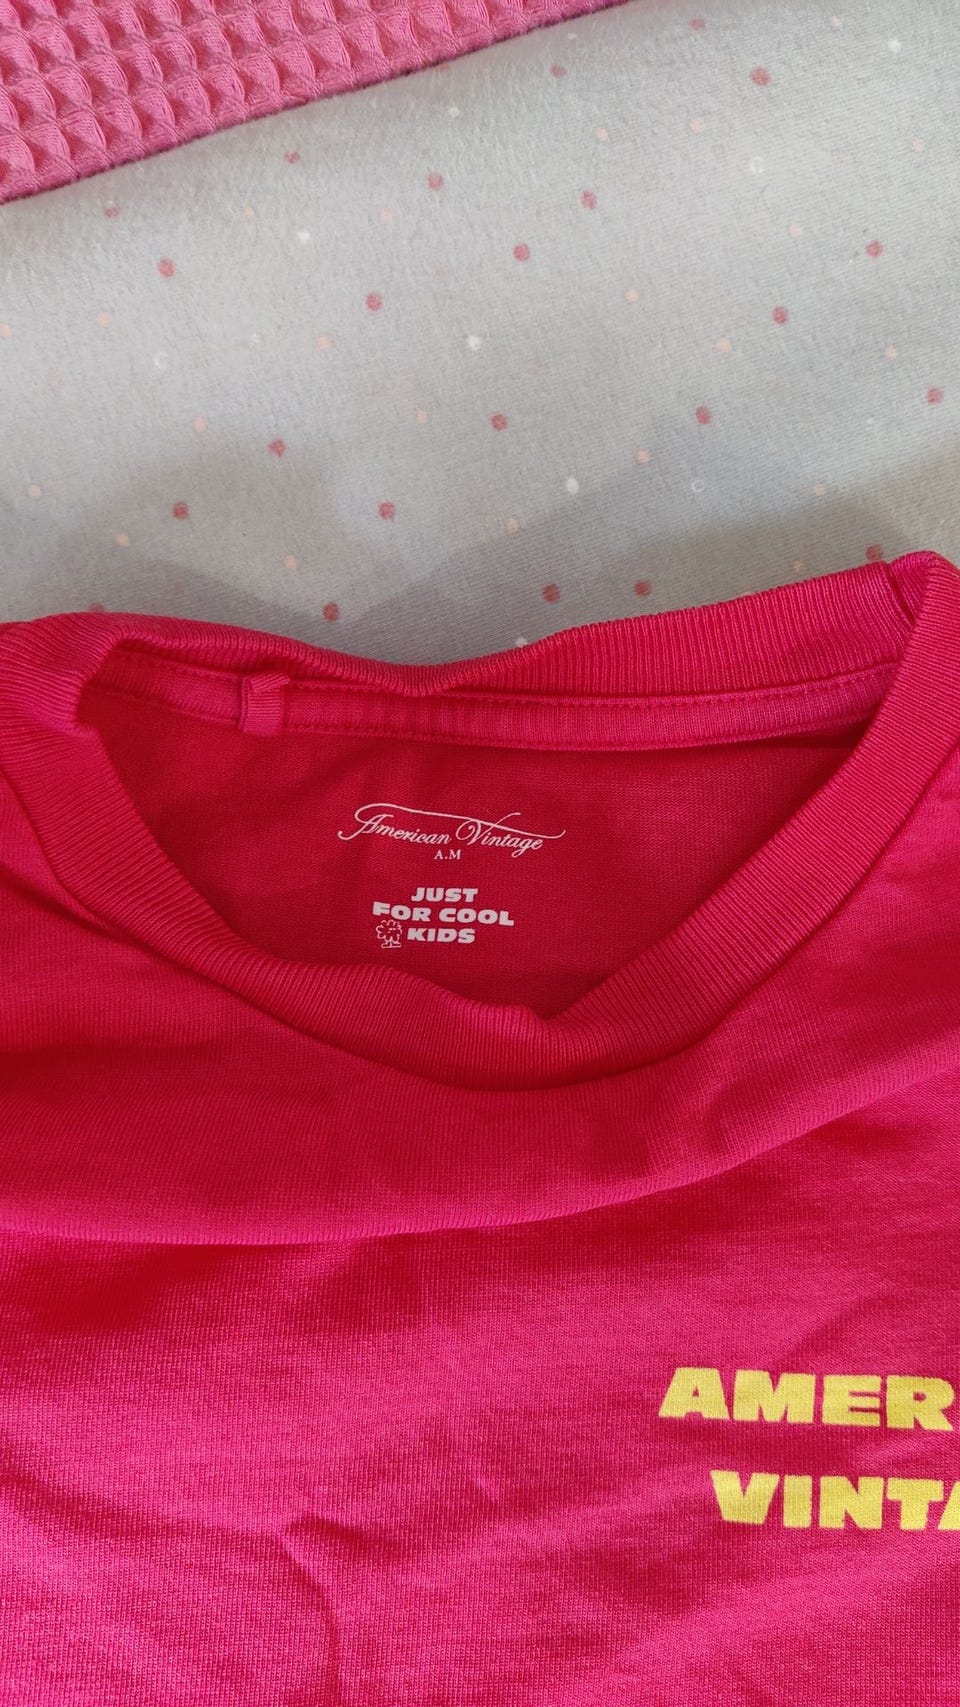 American Vintage
A.M
JUST
FOR COOL
KIDS
AMER
VINTA